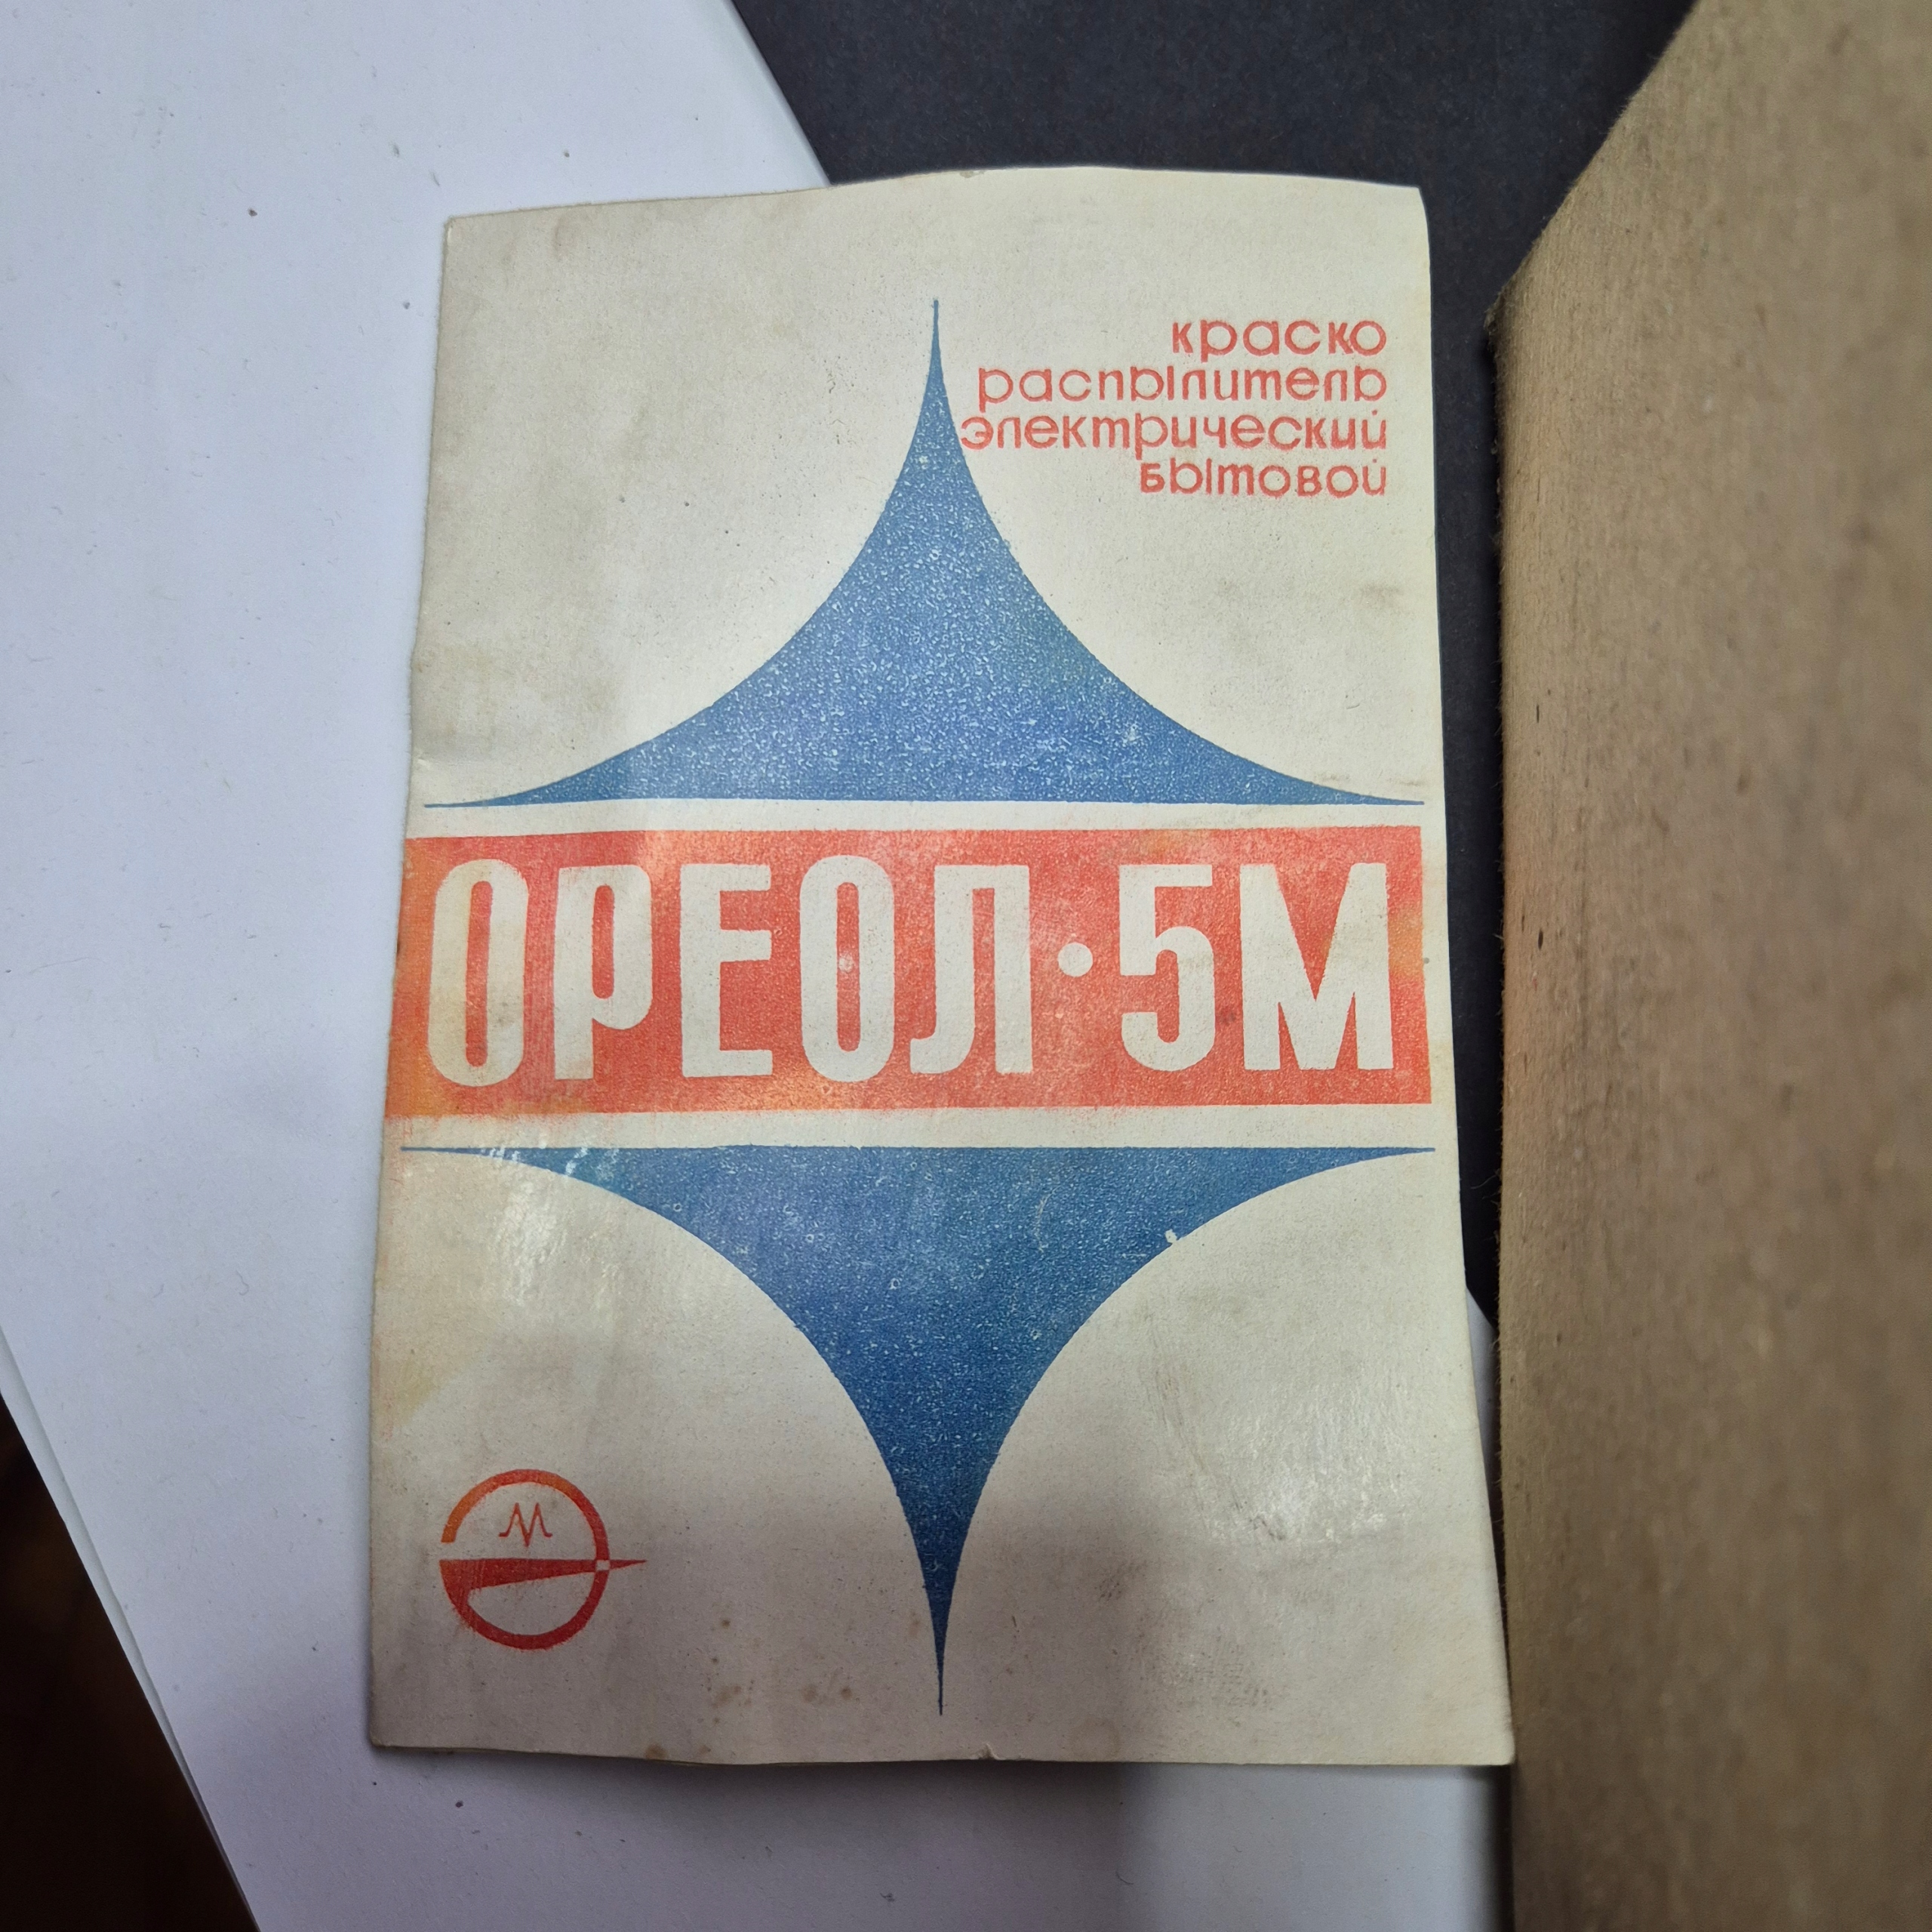 краско
распылитель
электрический
бытовой
ОРЕОЛ·5М
М